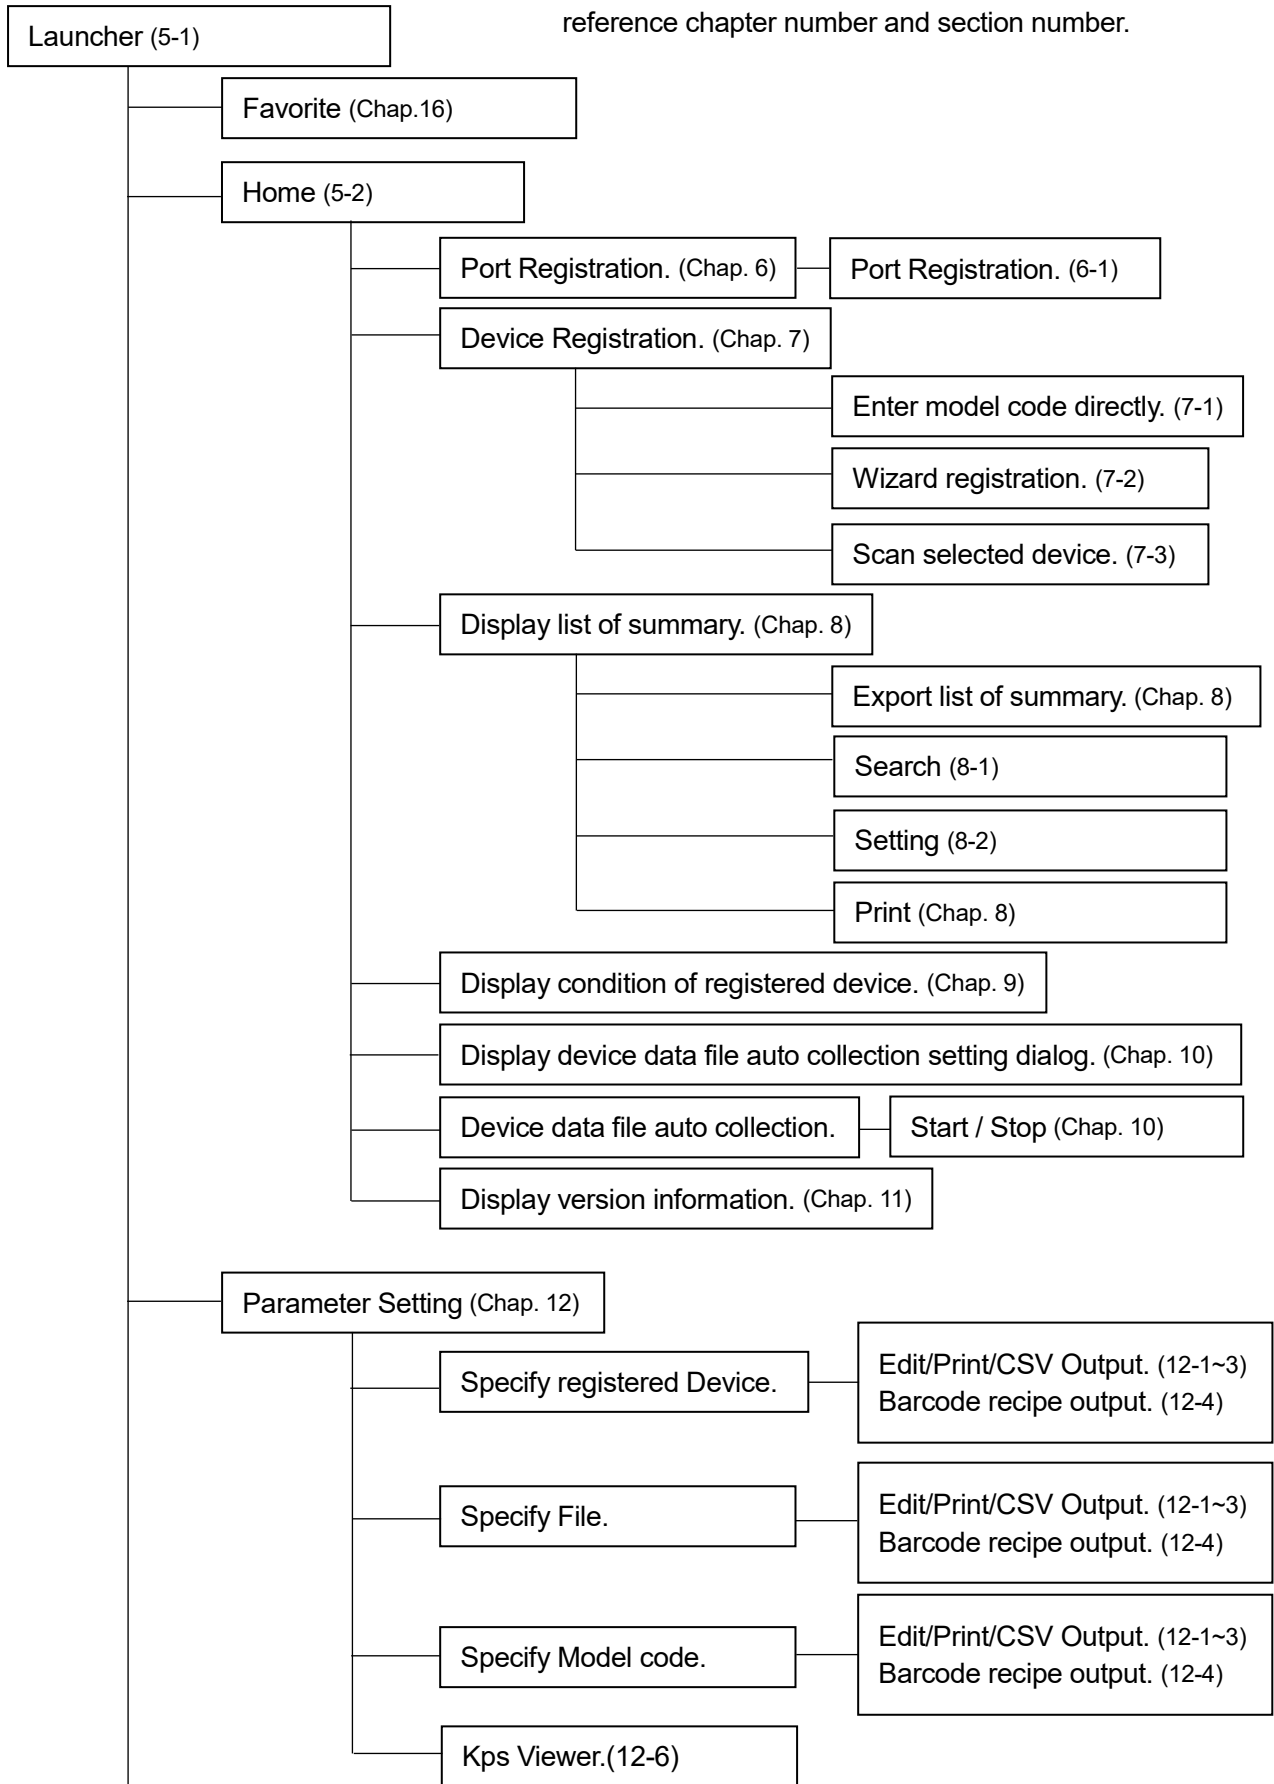 reference chapter number and section number.
Launcher (5-1)
Favorite (Chap.16)
Home (5-2)
Port Registration. (Chap. 6)
Port Registration. (6-1)
Device Registration. (Chap. 7)
Enter model code directly. (7-1)
Wizard registration. (7-2)
Scan selected device. (7-3)
Display list of summary. (Chap. 8)
Export list of summary. (Chap. 8)
Search (8-1)
Setting (8-2)
Print (Chap. 8)
Display condition of registered device. (Chap. 9)
Display device data file auto collection setting dialog. (Chap. 10)
Device data file auto collection.
Start / Stop (Chap. 10)
Display version information. (Chap. 11)
Parameter Setting (Chap. 12)
Specify registered Device.
Edit/Print/CSV Output. (12-1~3)
Barcode recipe output. (12-4)
Specify File.
Edit/Print/CSV Output. (12-1~3)
Barcode recipe output. (12-4)
Specify Model code.
Edit/Print/CSV Output. (12-1~3)
Barcode recipe output. (12-4)
Kps Viewer.(12-6)